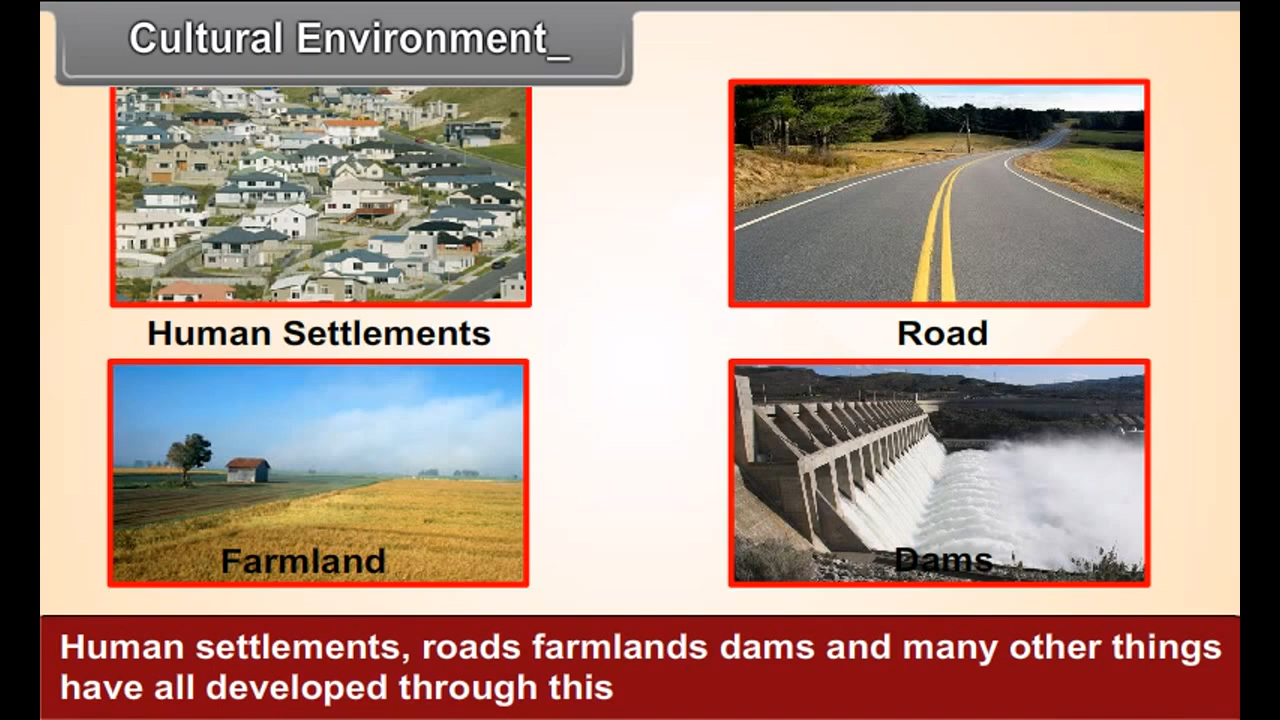 Cultural Environment_
Human Settlements
Road
Farmland
Dams
Human settlements, roads farmlands dams and many other things
have all developed through this